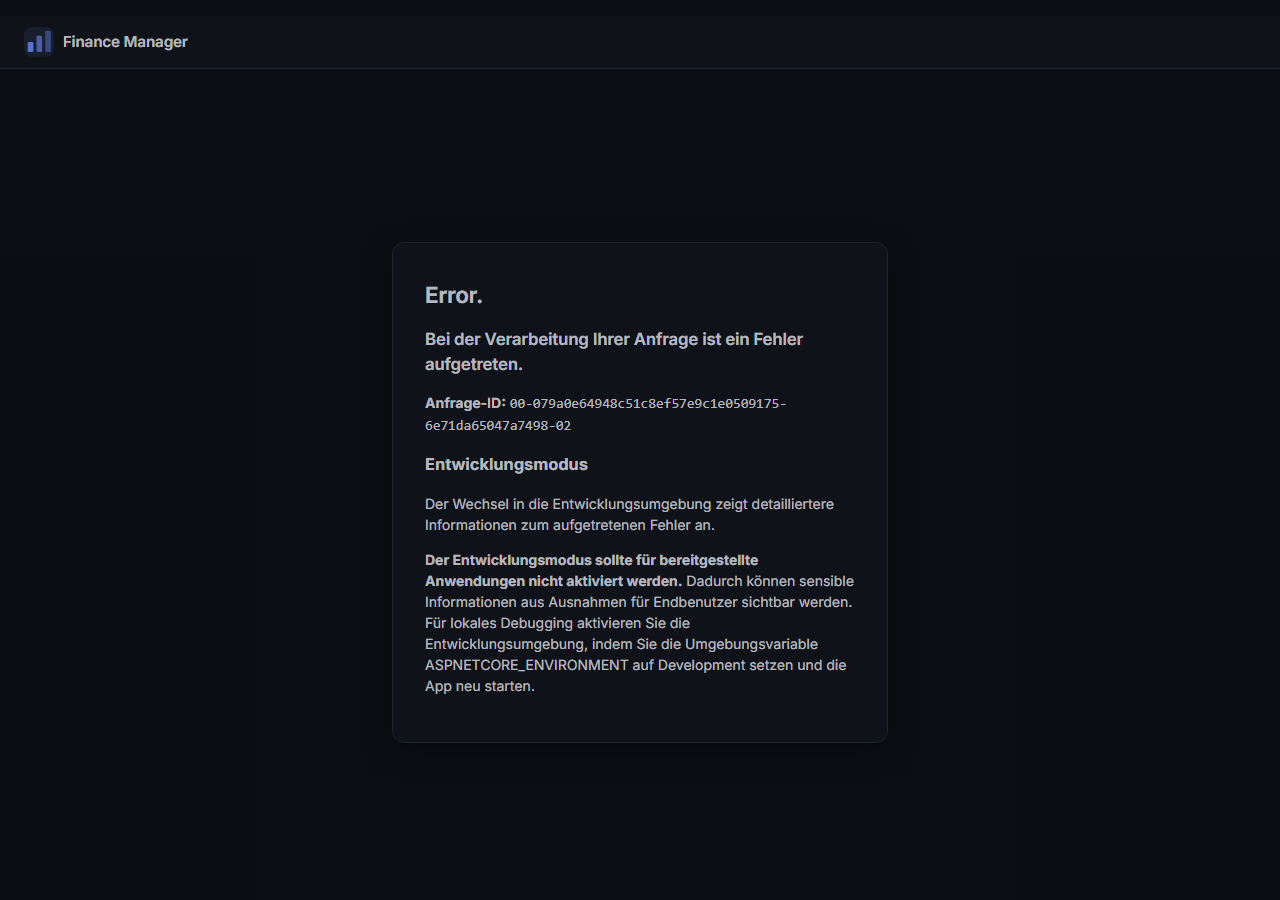 Finance Manager
Error.
Bei der Verarbeitung Ihrer Anfrage ist ein Fehler
aufgetreten.
Anfrage-ID: 00-079a0e64948c51c8ef57e9c1e0509175-
6e71da65047a7498-02
Entwicklungsmodus
Der Wechsel in die Entwicklungsumgebung zeigt detailliertere
Informationen zum aufgetretenen Fehler an.
Der Entwicklungsmodus sollte für bereitgestellte
Anwendungen nicht aktiviert werden. Dadurch können sensible
Informationen aus Ausnahmen für Endbenutzer sichtbar werden.
Für lokales Debugging aktivieren Sie die
Entwicklungsumgebung, indem Sie die Umgebungsvariable
ASPNETCORE_ENVIRONMENT auf Development setzen und die
App neu starten.